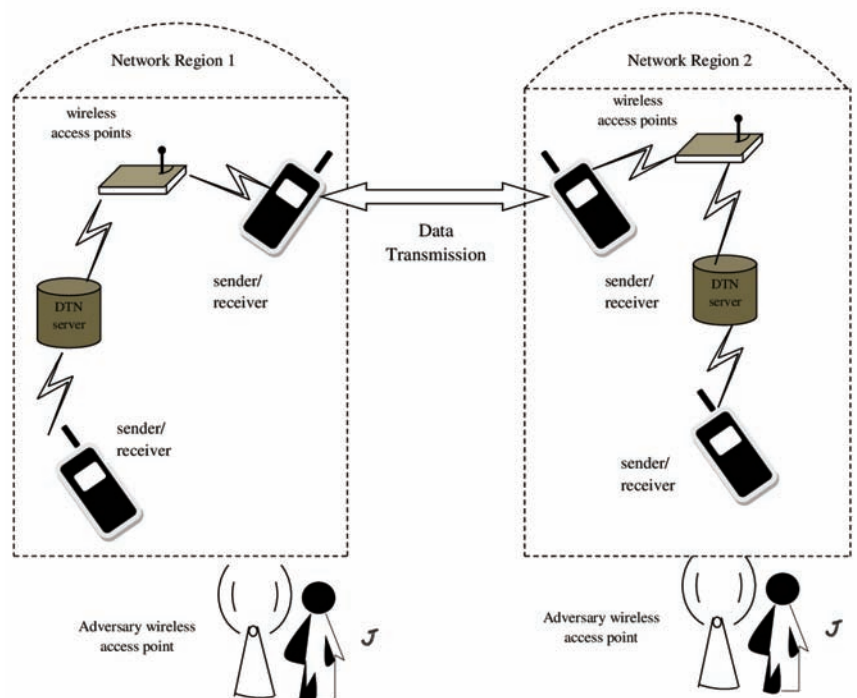 Network Region 1
wireless
access points
sender/
receiver
DTN
server
sender/
receiver
Data
Transmission
Network Region 2
wireless
access points
sender/
receiver
DTN
server
sender/
receiver
Adversary wireless
access point
J
Adversary wireless
access point
J